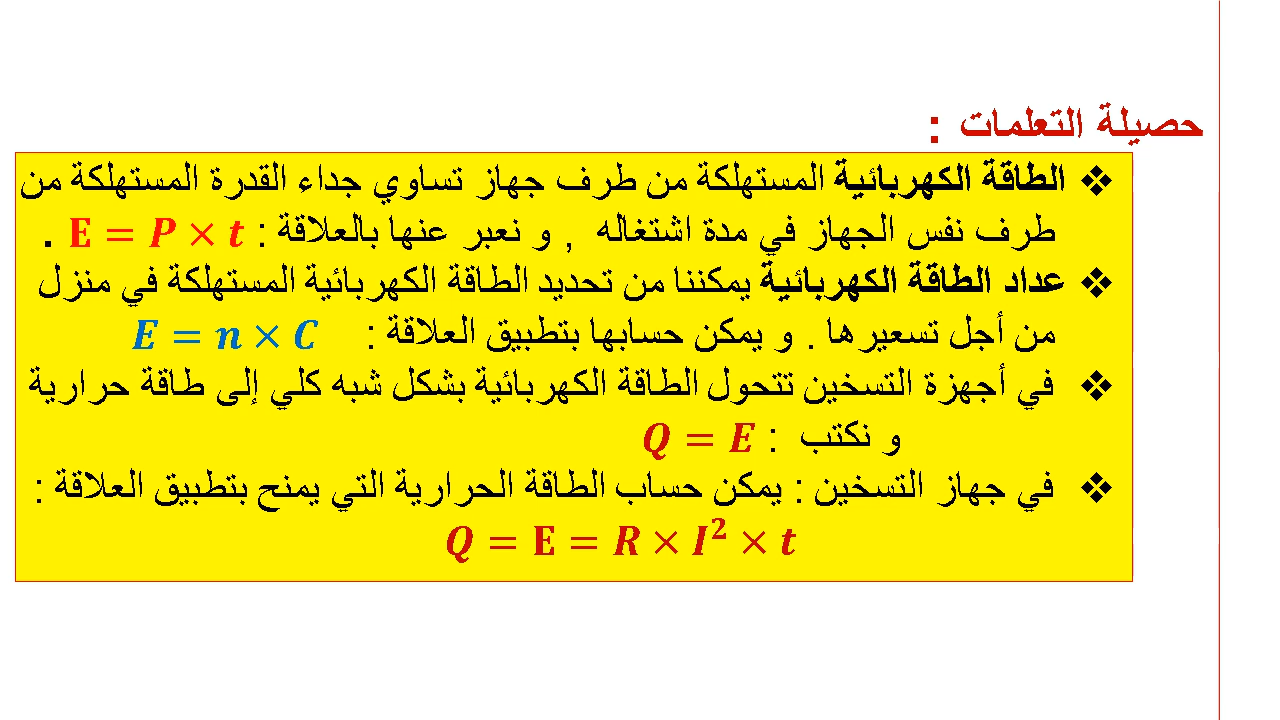 حصيلة التعلمات :
❖ الطاقة الكهربائية المستهلكة من طرف جهاز تساوي جداء القدرة المستهلكة من
طرف نفس الجهاز في مدة اشتغاله , و نعبر عنها بالعلاقة : E = P × t .
❖ عداد الطاقة الكهربائية يمكننا من تحديد الطاقة الكهربائية المستهلكة في منزل
من أجل تسعيرها . و يمكن حسابها بتطبيق العلاقة : E = n × C
❖ في أجهزة التسخين تتحول الطاقة الكهربائية بشكل شبه كلي إلى طاقة حرارية
و نكتب : Q = E
❖ في جهاز التسخين : يمكن حساب الطاقة الحرارية التي يمنح بتطبيق العلاقة :
Q = E = R × I² × t